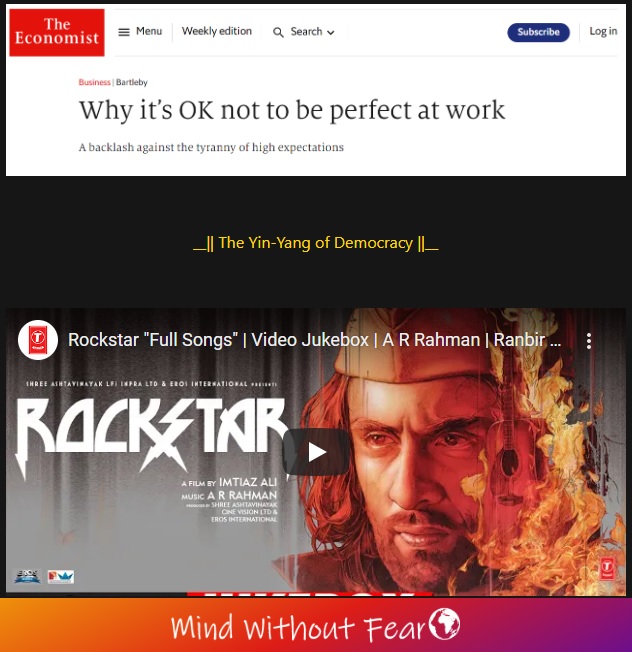 The
Economist
Menu
Weekly edition
Search
Subscribe
Log in
Business | Bartleby
Why it's OK not to be perfect at work
A backlash against the tyranny of high expectations
__|| The Yin-Yang of Democracy ||__
Rockstar "Full Songs" | Video Jukebox | A R Rahman | Ranbir ...
SHREE ASHTAVINAYAK LFI INFRA LTD & EROS INTERNATIONAL PRESENTS
ROCKSTAR
A FILM BY IMTIAZ ALI
MUSIC A R RAHMAN
PRODUCED BY SHREE ASHTAVINAYAK
CINE VISION LTD &
EROS INTERNATIONAL
Mind Without Fear